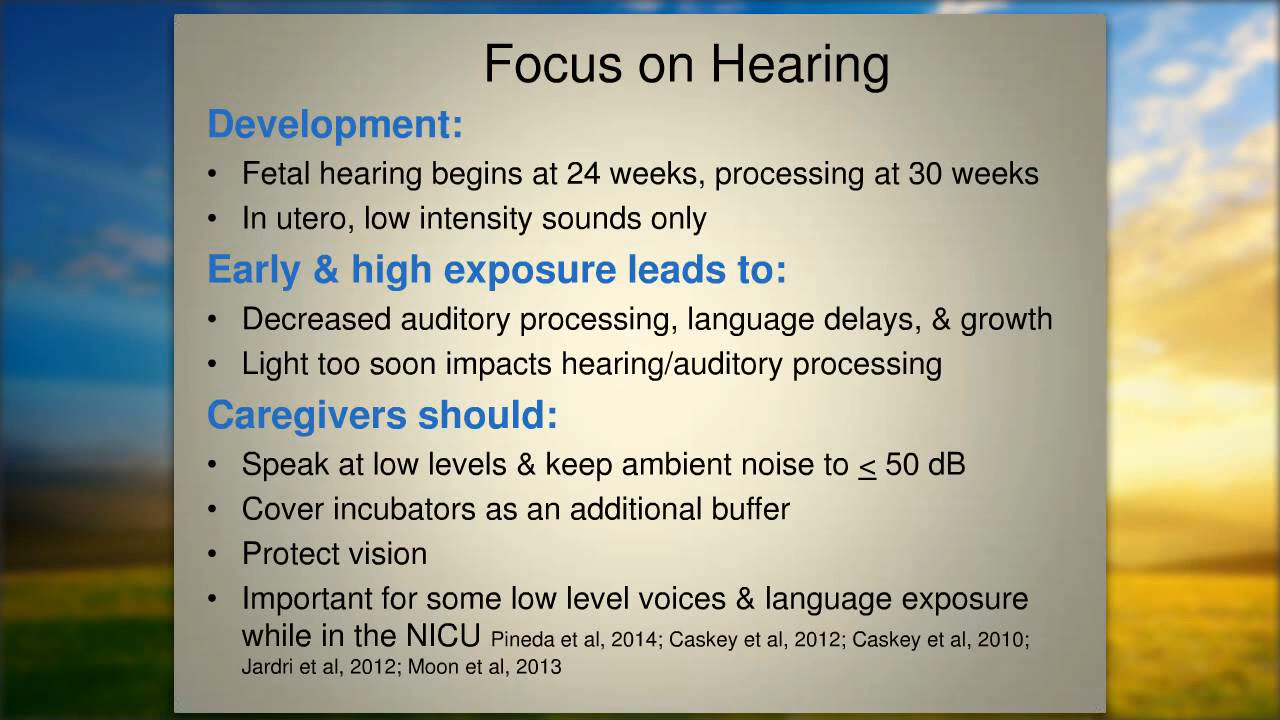 Focus on Hearing
Development:
• Fetal hearing begins at 24 weeks, processing at 30 weeks
• In utero, low intensity sounds only
Early & high exposure leads to:
• Decreased auditory processing, language delays, & growth
• Light too soon impacts hearing/auditory processing
Caregivers should:
• Speak at low levels & keep ambient noise to < 50 dB
• Cover incubators as an additional buffer
• Protect vision
• Important for some low level voices & language exposure
while in the NICU Pineda et al, 2014; Caskey et al, 2012; Caskey et al, 2010;
Jardri et al, 2012; Moon et al, 2013